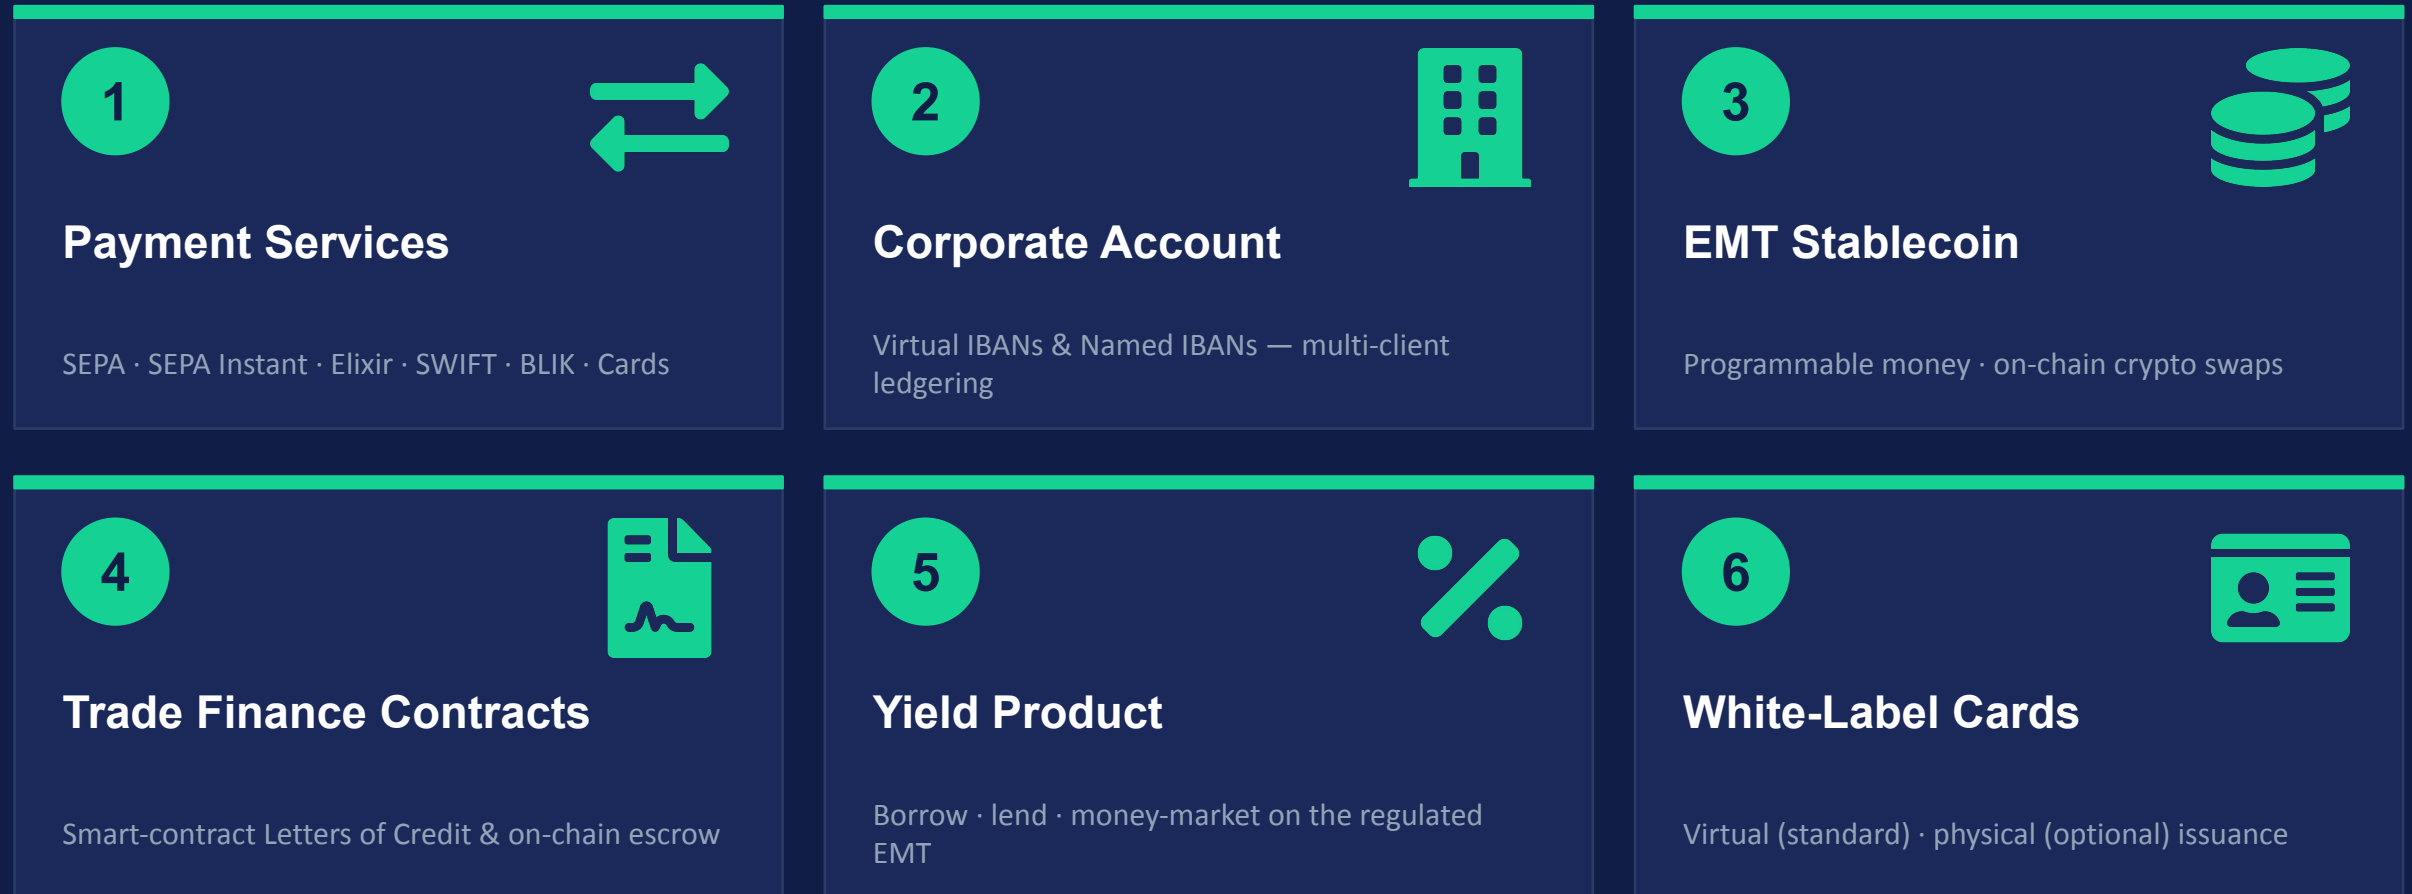 1
Payment Services
SEPA · SEPA Instant · Elixir · SWIFT · BLIK · Cards
2
Corporate Account
Virtual IBANs & Named IBANs — multi-client
ledgering
3
EMT Stablecoin
Programmable money · on-chain crypto swaps
4
Trade Finance Contracts
Smart-contract Letters of Credit & on-chain escrow
5
Yield Product
Borrow · lend · money-market on the regulated
EMT
6
White-Label Cards
Virtual (standard) · physical (optional) issuance